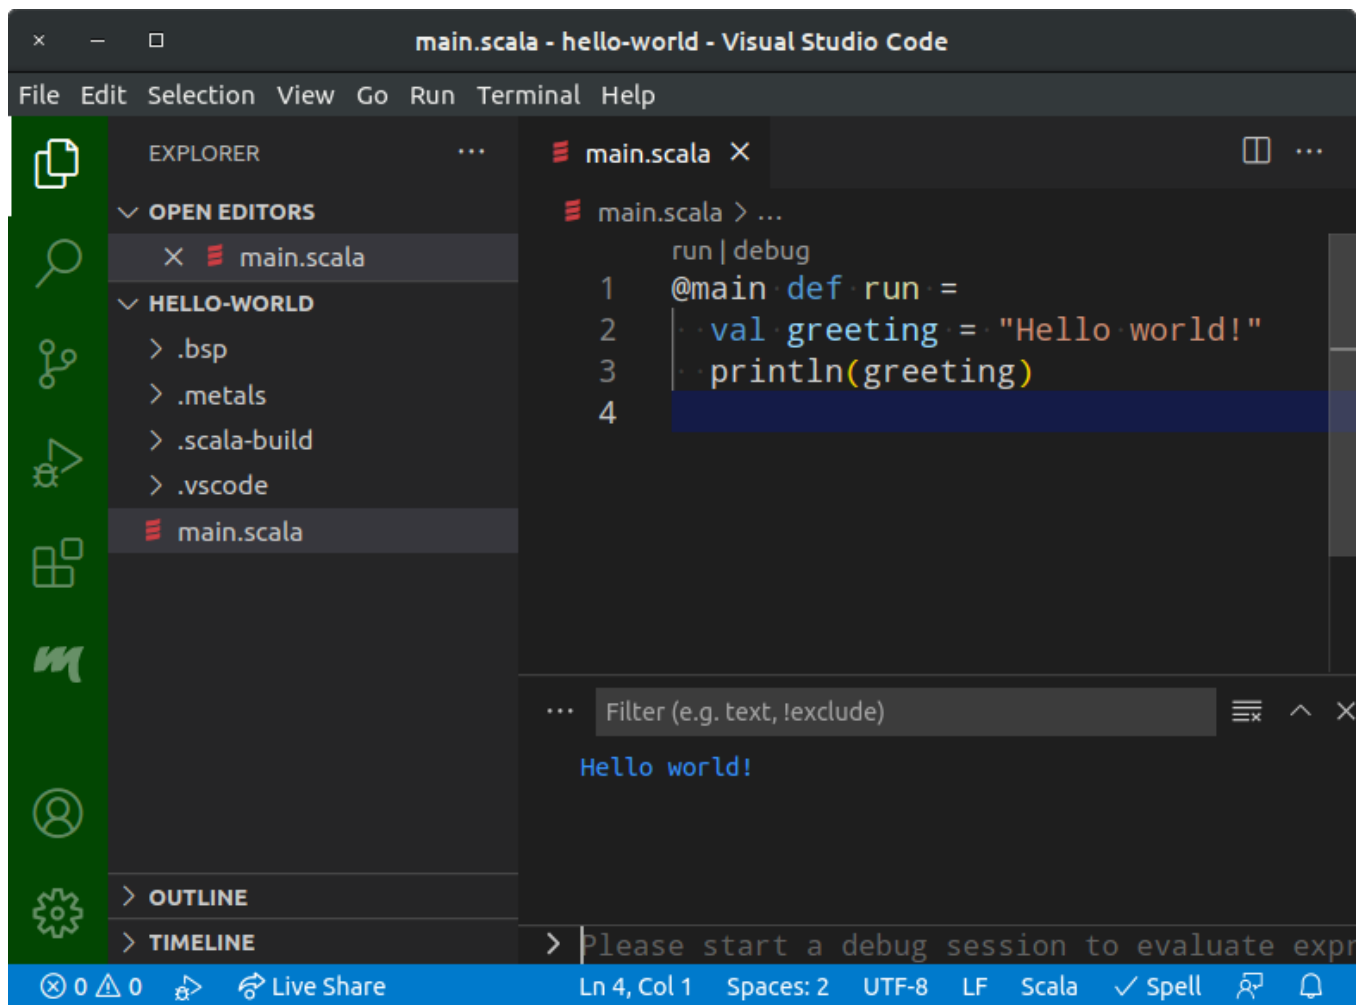 main.scala - hello-world - Visual Studio Code
File Edit Selection View Go Run Terminal Help
EXPLORER
OPEN EDITORS
main.scala
HELLO-WORLD
.bsp
.metals
.scala-build
.vscode
main.scala
OUTLINE
TIMELINE
main.scala
main.scala > ...
run | debug
1 @main def run =
2 val greeting = "Hello world!"
3 println(greeting)
4
Filter (e.g. text, !exclude)
Hello world!
> Please start a debug session to evaluate expr
0 0 Live Share Ln 4, Col 1 Spaces: 2 UTF-8 LF Scala Spell